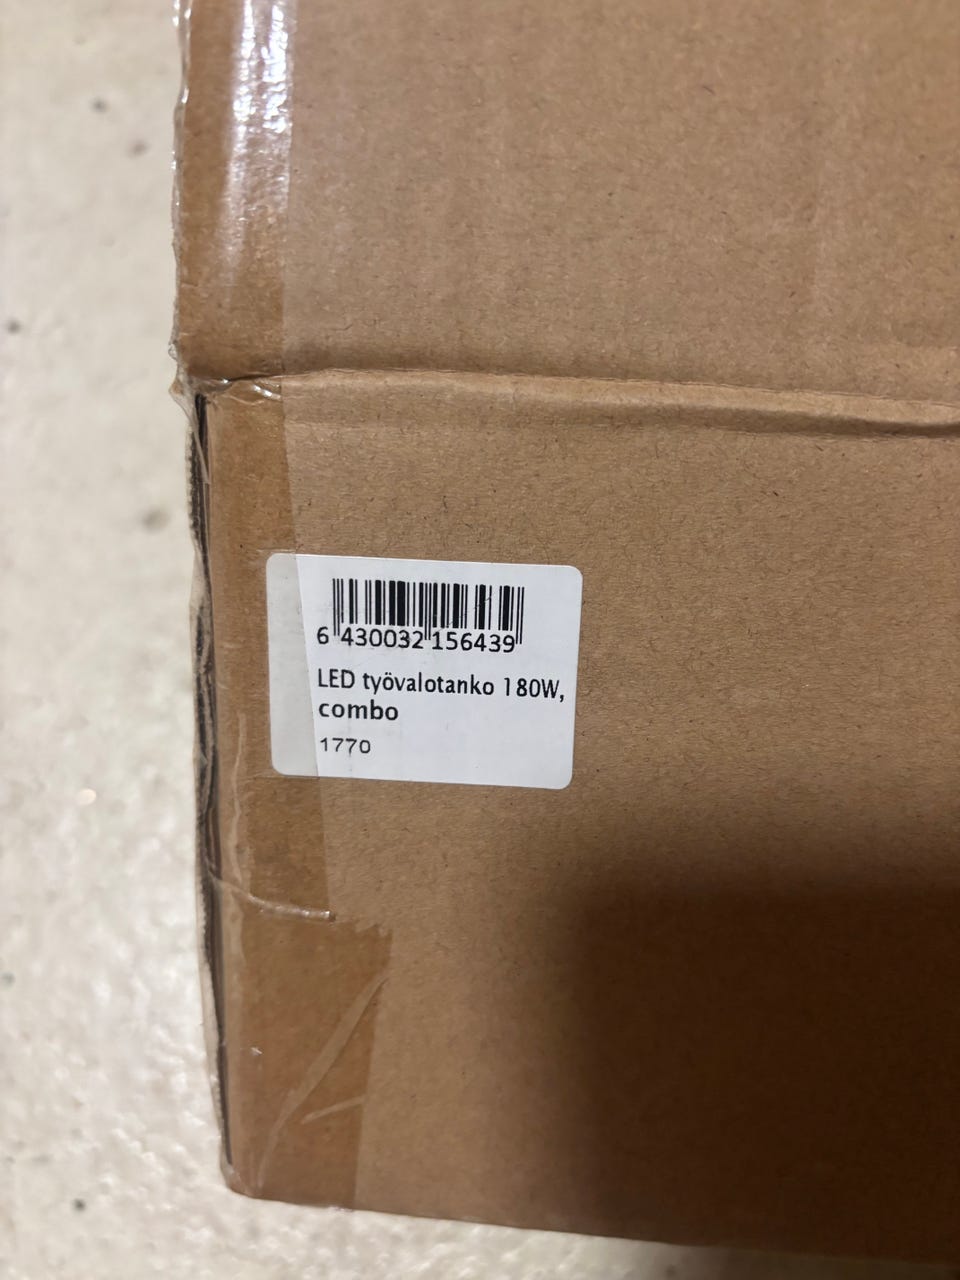 6 430032 156439
LED työvalotanko 180W,
combo
1770